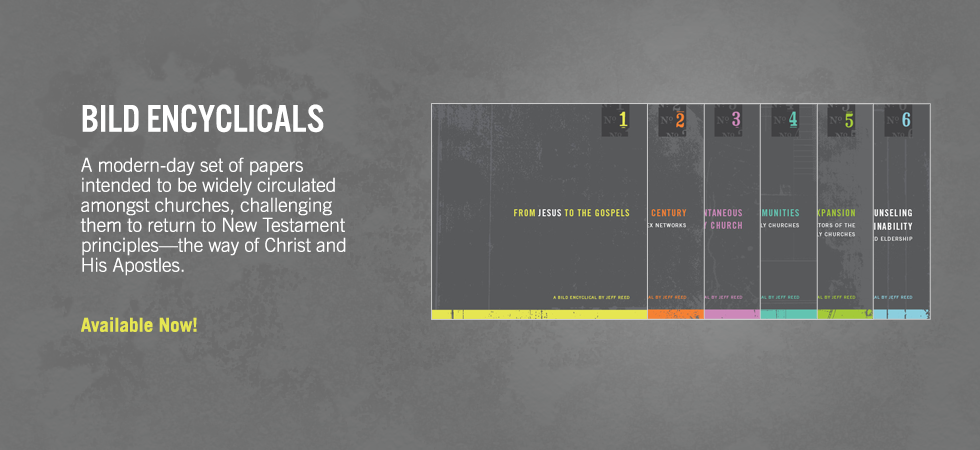 BILD ENCYCLICALS
A modern-day set of papers
intended to be widely circulated
amongst churches, challenging
them to return to New Testament
principles—the way of Christ and
His Apostles.
Available Now!
Nº 1
Nº 2
Nº 3
Nº 4
Nº 5
Nº 6
FROM JESUS TO THE GOSPELS
CENTURY
EX NETWORKS
NTANEOUS
Y CHURCH
MUNITIES
LY CHURCHES
XPANSION
TORS OF THE
LY CHURCHES
UNSELING
INABILITY
D ELDERSHIP
A BILD ENCYCLICAL BY JEFF REED
AL BY JEFF REED
AL BY JEFF REED
AL BY JEFF REED
AL BY JEFF REED
AL BY JEFF REED